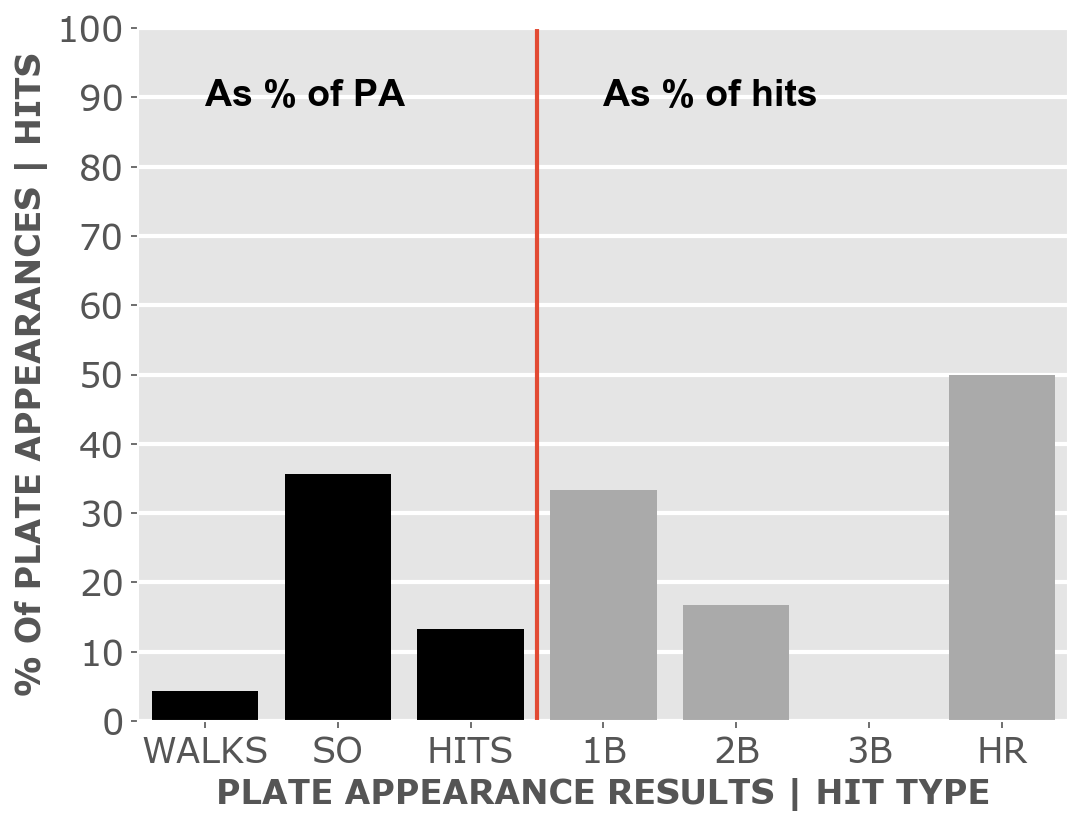 % Of PLATE APPEARANCES | HITS
100
90
80
70
60
50
40
30
20
10
0
As % of PA
As % of hits
WALKS SO HITS 1B 2B 3B HR
PLATE APPEARANCE RESULTS | HIT TYPE